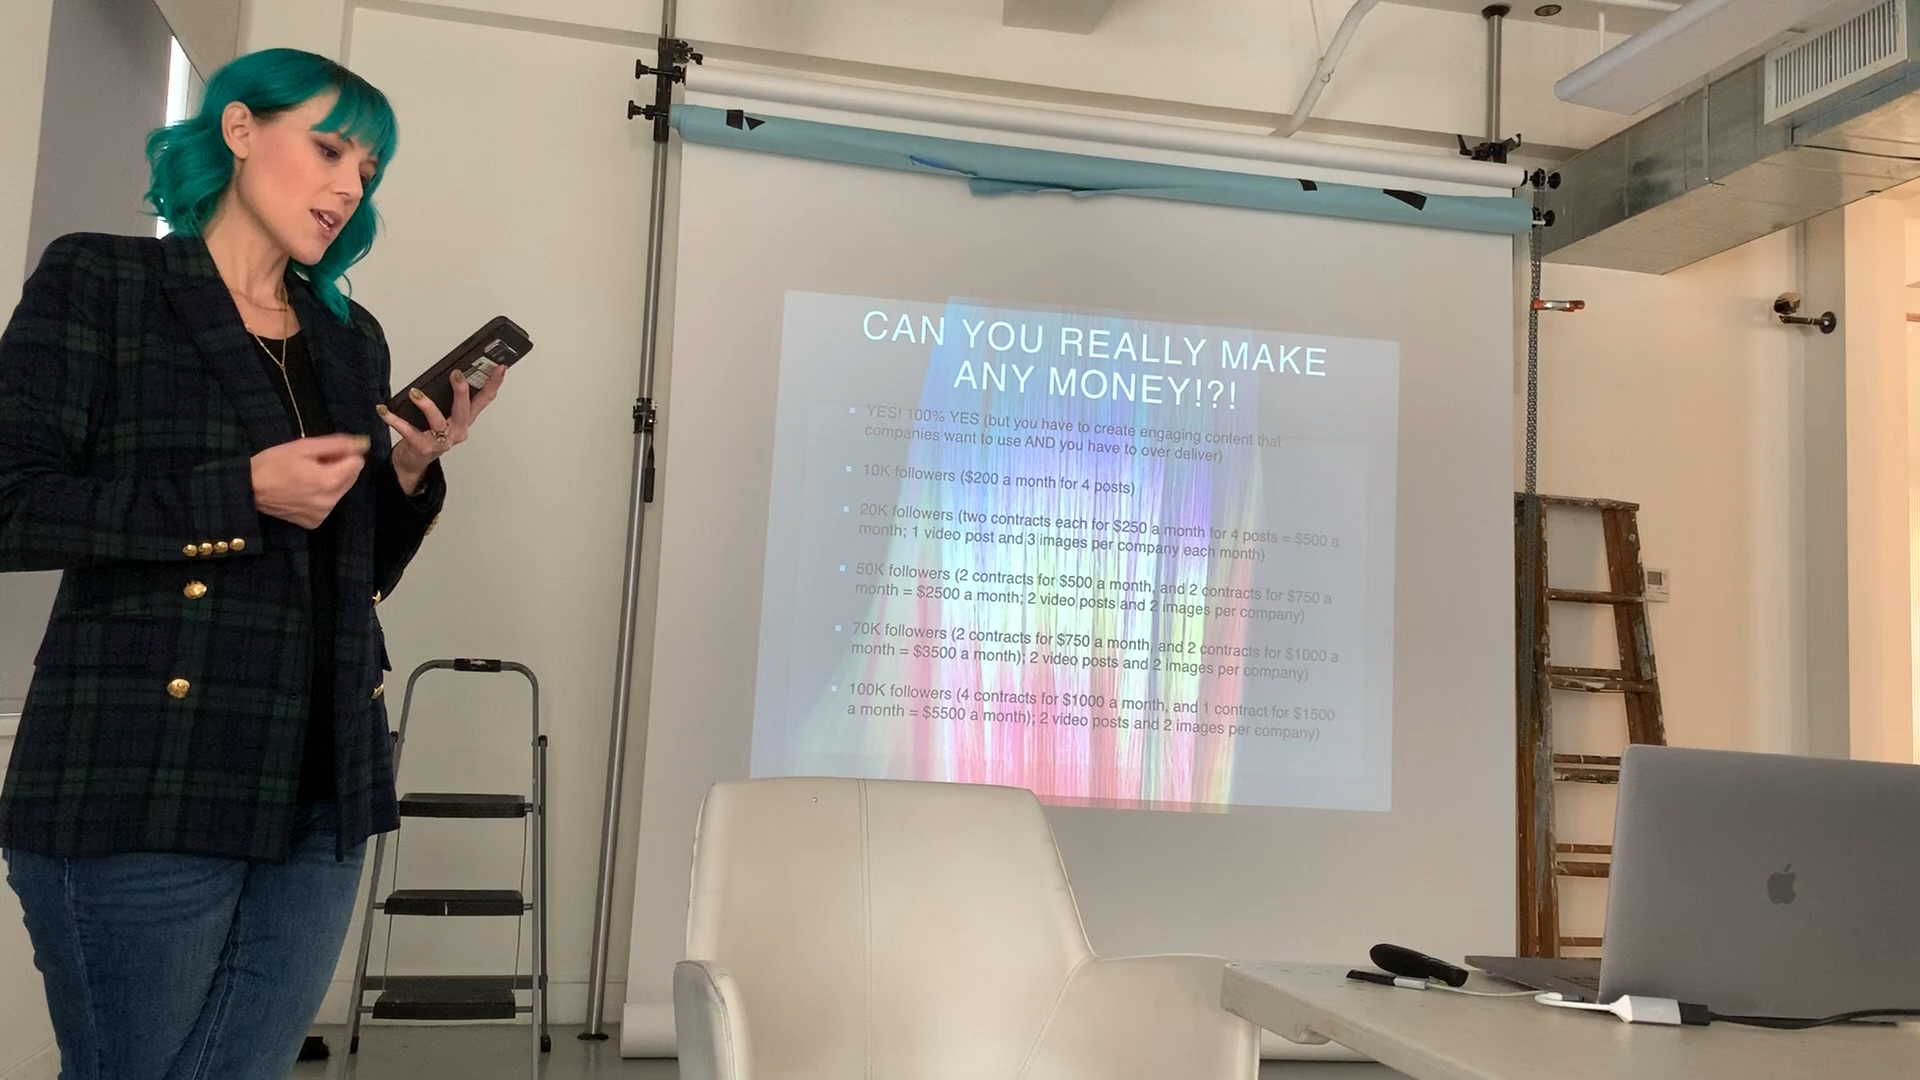 CAN YOU REALLY MAKE
ANY MONEY!?!
YES! 100% YES (but you have to create engaging content that
companies want to use AND you have to over deliver)
10K followers ($200 a month for 4 posts)
20K followers (two contracts each for $250 a month for 4 posts = $500 a
month; 1 video post and 3 images per company each month)
50K followers (2 contracts for $500 a month, and 2 contracts for $750 a
month = $2500 a month; 2 video posts and 2 images per company)
70K followers (2 contracts for $750 a month, and 2 contracts for $1000 a
month = $3500 a month); 2 video posts and 2 images per company)
100K followers (4 contracts for $1000 a month, and 1 contract for $1500
a month = $5500 a month); 2 video posts and 2 images per company)